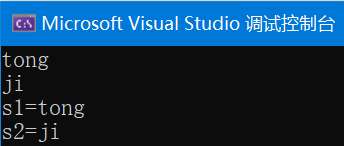 C:\
Microsoft Visual Studio 调试控制台
tong
ji
s1=tong
s2=ji